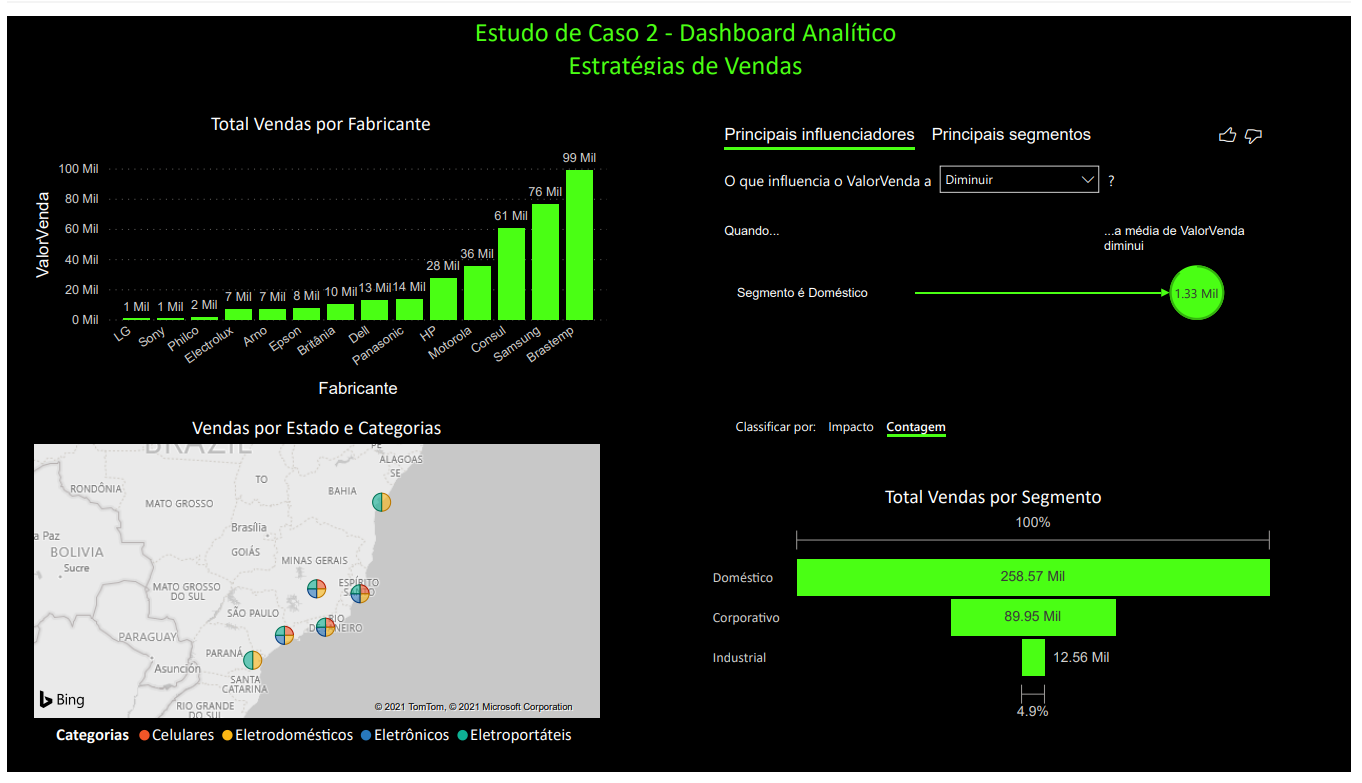 Estudo de Caso 2 - Dashboard Analítico
Estratégias de Vendas
Total Vendas por Fabricante
ValorVenda
100 Mil
80 Mil
60 Mil
40 Mil
20 Mil
0 Mil
1 Mil
1 Mil
2 Mil
7 Mil
7 Mil
8 Mil
10 Mil
13 Mil
14 Mil
28 Mil
36 Mil
61 Mil
76 Mil
99 Mil
LG
Sony
Philco
Electrolux
Arno
Epson
Britânia
Dell
Panasonic
HP
Motorola
Consul
Samsung
Brastemp
Fabricante
Principais influenciadores
Principais segmentos
O que influencia o ValorVenda a
Diminuir
?
Quando...
...a média de ValorVenda
diminui
Segmento é Doméstico
1.33 Mil
Classificar por:
Impacto
Contagem
Vendas por Estado e Categorias
BRAZIL
PE
ALAGOAS
SE
TO
RONDÔNIA
MATO GROSSO
BAHIA
Brasília
a Paz
BOLIVIA
Sucre
GOIÁS
MINAS GERAIS
MATO GROSSO
DO SUL
ESPÍRITO
SÃO PAULO
RIO
PARAGUAY
PARANÁ
Asunción
SANTA
CATARINA
RIO GRANDE
DO SUL
Bing
© 2021 TomTom, © 2021 Microsoft Corporation
Categorias
Celulares
Eletrodomésticos
Eletrônicos
Eletroportáteis
Total Vendas por Segmento
100%
Doméstico
258.57 Mil
Corporativo
89.95 Mil
Industrial
12.56 Mil
4.9%